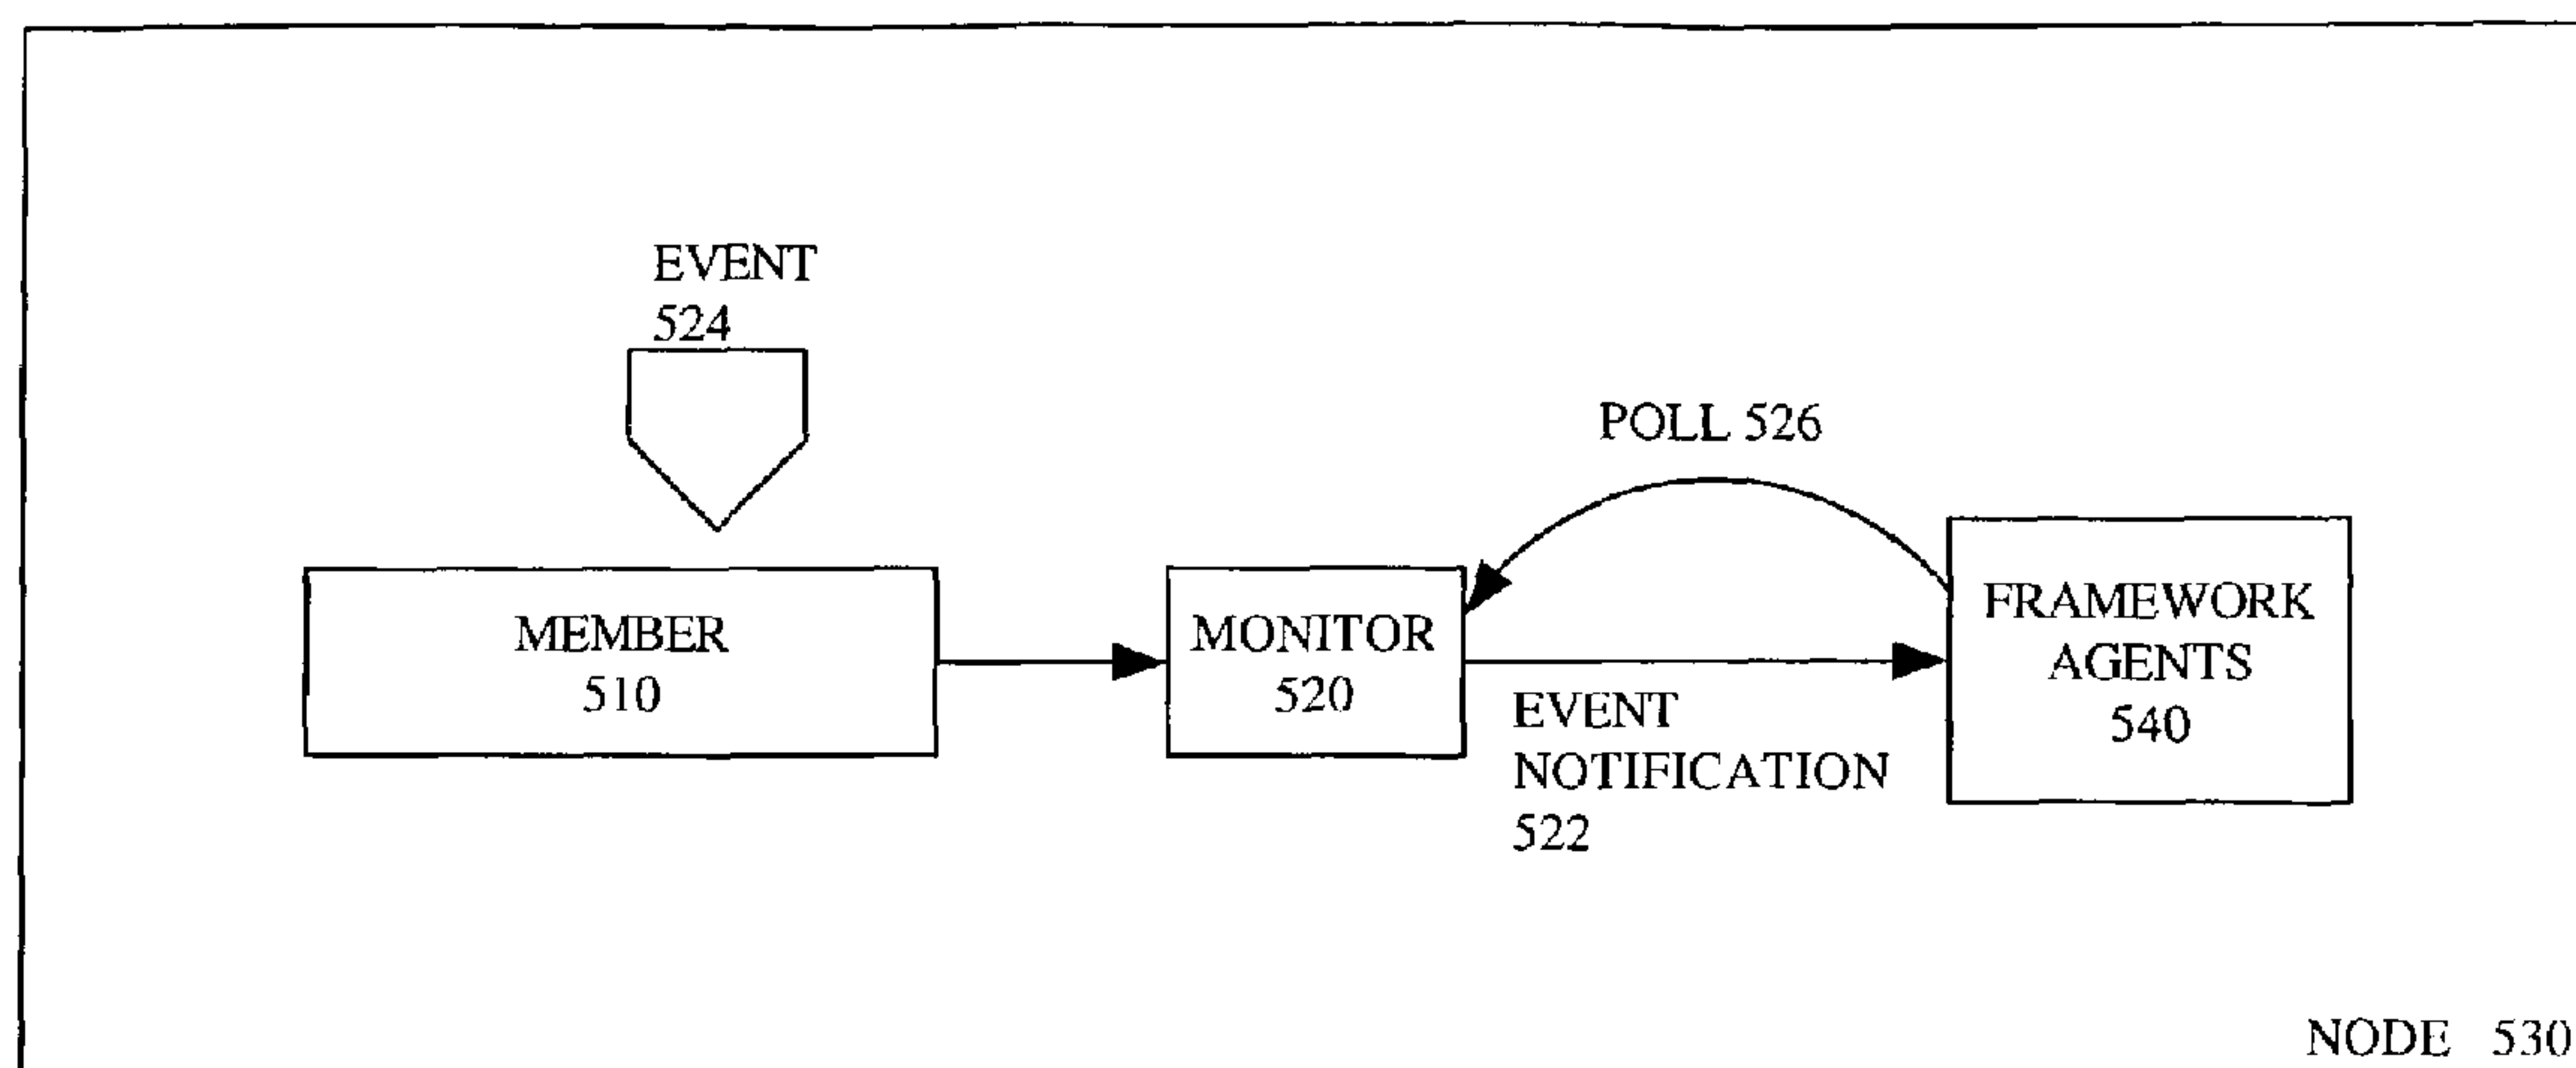 EVENT
524
POLL 526
MEMBER
510
MONITOR
520
EVENT
NOTIFICATION
522
FRAMEWORK
AGENTS
540
NODE 530